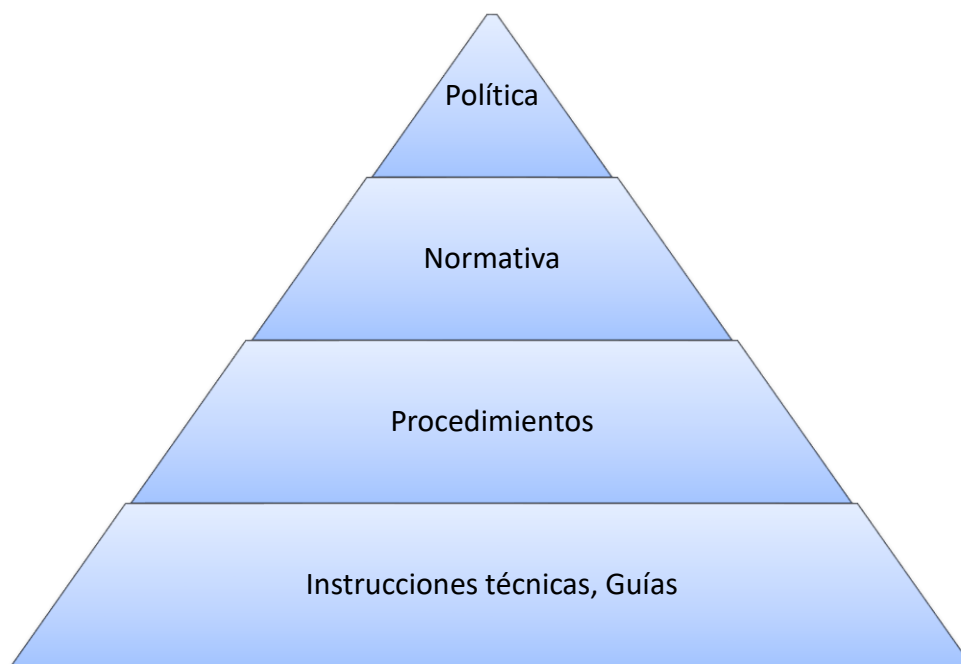 Política
Normativa
Procedimientos
Instrucciones técnicas, Guías